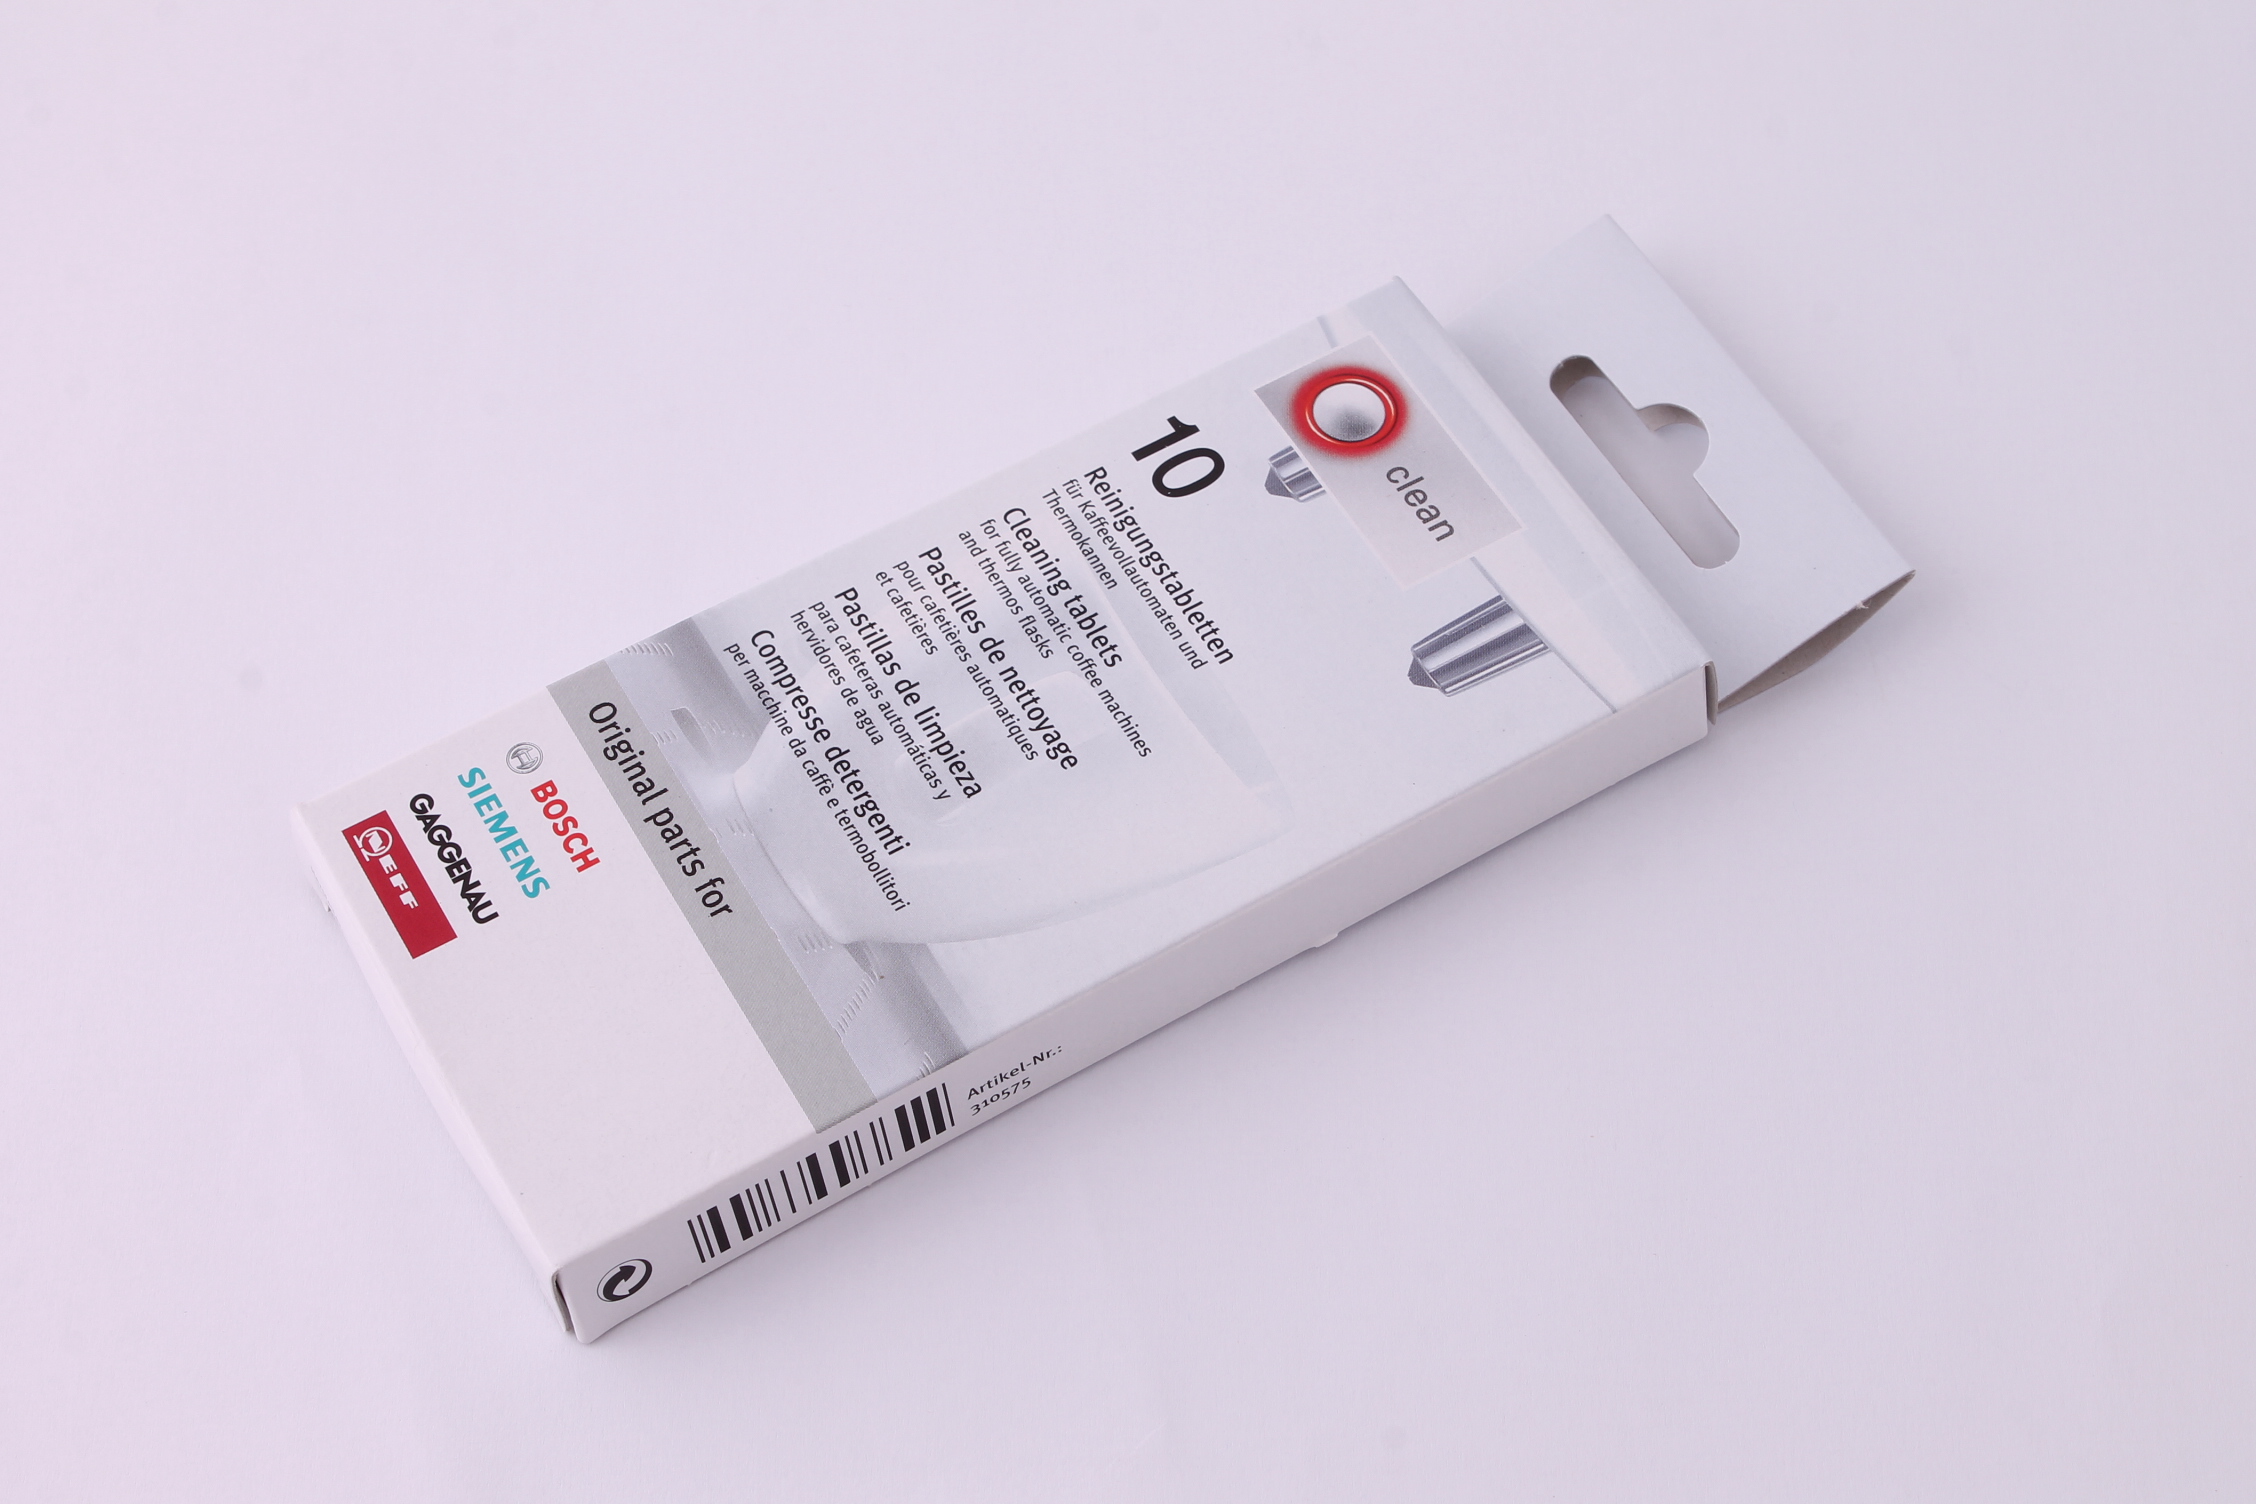 clean
10
Reinigungstabletten
für Kaffeevollautomaten und
Thermokannen
Cleaning tablets
for fully automatic coffee machines
and thermos flasks
Pastilles de nettoyage
pour cafetières automatiques
et cafetières
Pastillas de limpieza
para cafeteras automáticas y
hervidores de agua
Compresse detergenti
per macchine da caffè e termobollitori
Original parts for
BOSCH
SIEMENS
GAGGENAU
NEFF
Artikel-Nr.:
310575